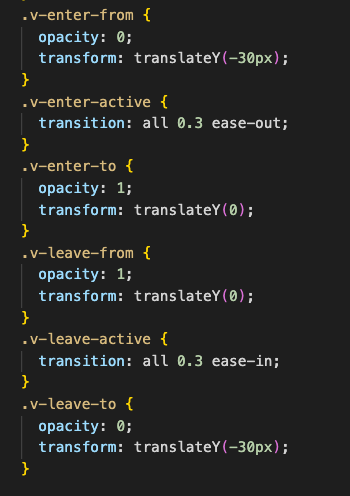 .v-enter-from {
  opacity: 0;
  transform: translateY(-30px);
}
.v-enter-active {
  transition: all 0.3 ease-out;
}
.v-enter-to {
  opacity: 1;
  transform: translateY(0);
}
.v-leave-from {
  opacity: 1;
  transform: translateY(0);
}
.v-leave-active {
  transition: all 0.3 ease-in;
}
.v-leave-to {
  opacity: 0;
  transform: translateY(-30px);
}